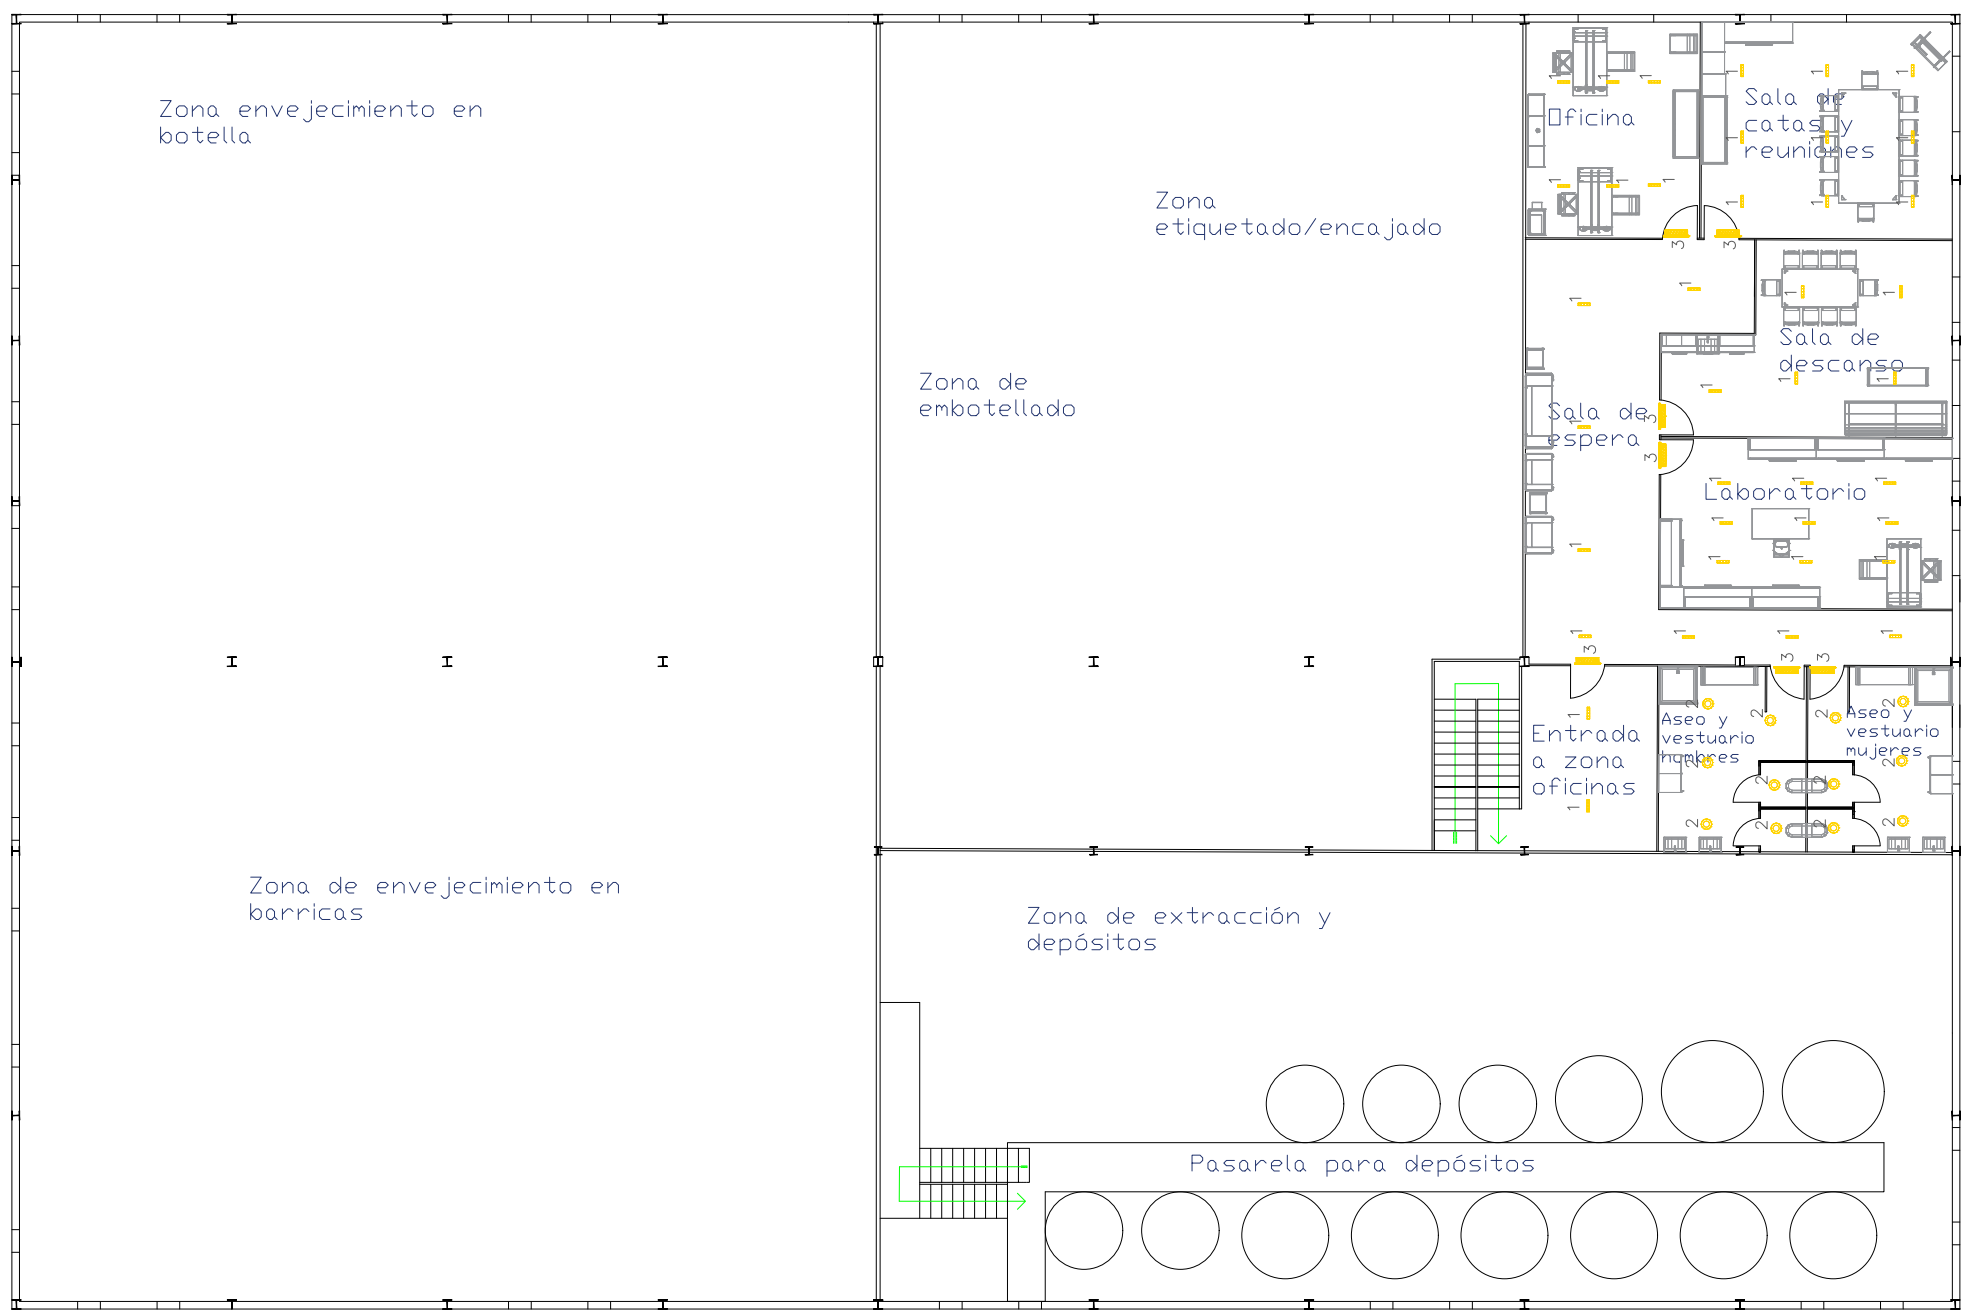 Zona envejecimiento en
botella
Zona
etiquetado/encajado
Zona de
embotellado
Oficina
Sala de
catas y
reuniones
Sala de
descanso
Sala de
espera
Laboratorio
Entrada
a zona
oficinas
Aseo y
vestuario
hombres
Aseo y
vestuario
mujeres
Zona de envejecimiento en
barricas
Zona de extracción y
depósitos
Pasarela para depósitos